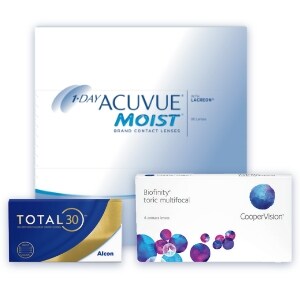 1-DAY ACUVUE
MOIST
BRAND CONTACT LENSES
WITH LACREON
TOTAL30
Alcon
Biofinity
toric multifocal
CooperVision